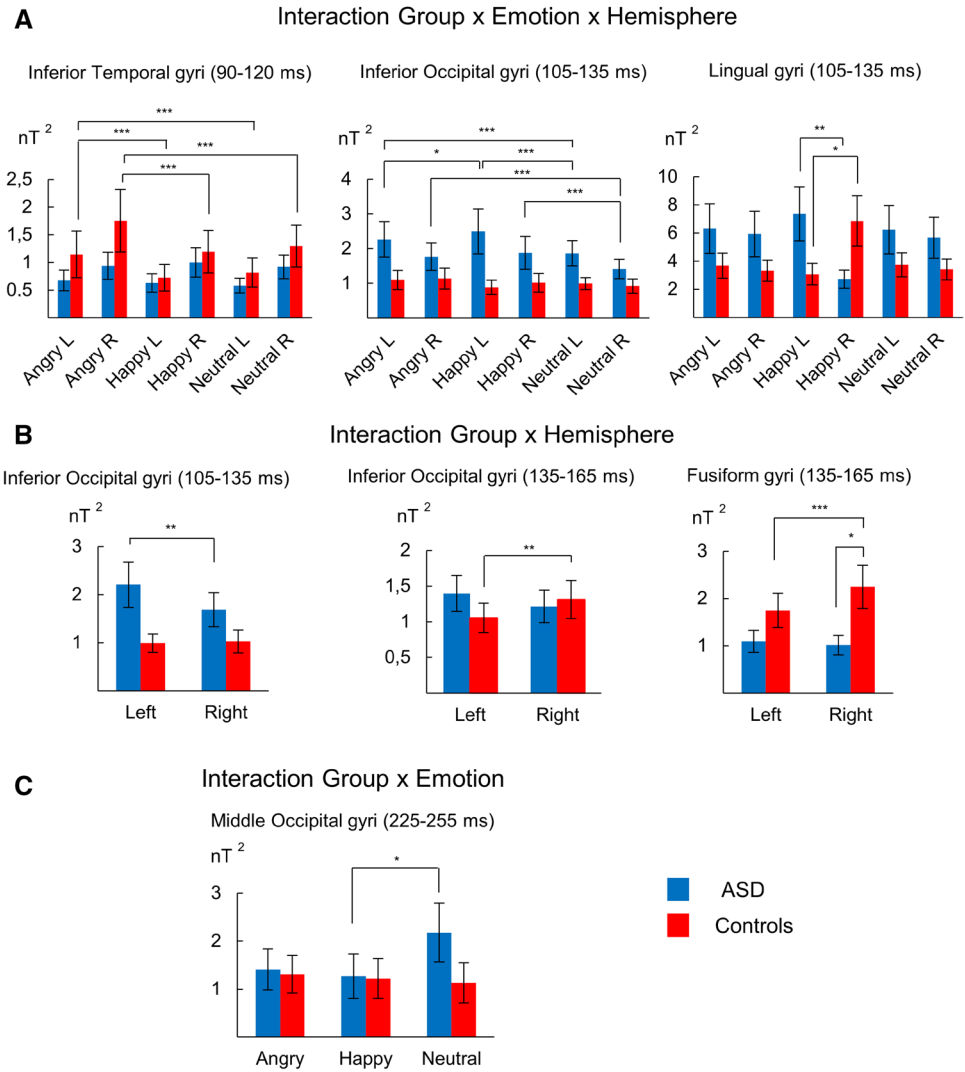 A
Interaction Group x Emotion x Hemisphere
Inferior Temporal gyri (90-120 ms)
nT 2
***
***
***
***
2,5
2
1,5
1
0.5
Angry L
Angry R
Happy L
Happy R
Neutral L
Neutral R
Inferior Occipital gyri (105-135 ms)
nT 2
***
*
***
***
***
4
3
2
1
Angry L
Angry R
Happy L
Happy R
Neutral L
Neutral R
Lingual gyri (105-135 ms)
nT 2
**
*
10
8
6
4
2
Angry L
Angry R
Happy L
Happy R
Neutral L
Neutral R
B
Interaction Group x Hemisphere
Inferior Occipital gyri (105-135 ms)
nT 2
**
3
2
1
Left
Right
Inferior Occipital gyri (135-165 ms)
nT 2
**
2
1,5
1
0,5
Left
Right
Fusiform gyri (135-165 ms)
nT 2
***
*
3
2
1
Left
Right
C
Interaction Group x Emotion
Middle Occipital gyri (225-255 ms)
nT 2
*
3
2
1
Angry
Happy
Neutral
ASD
Controls